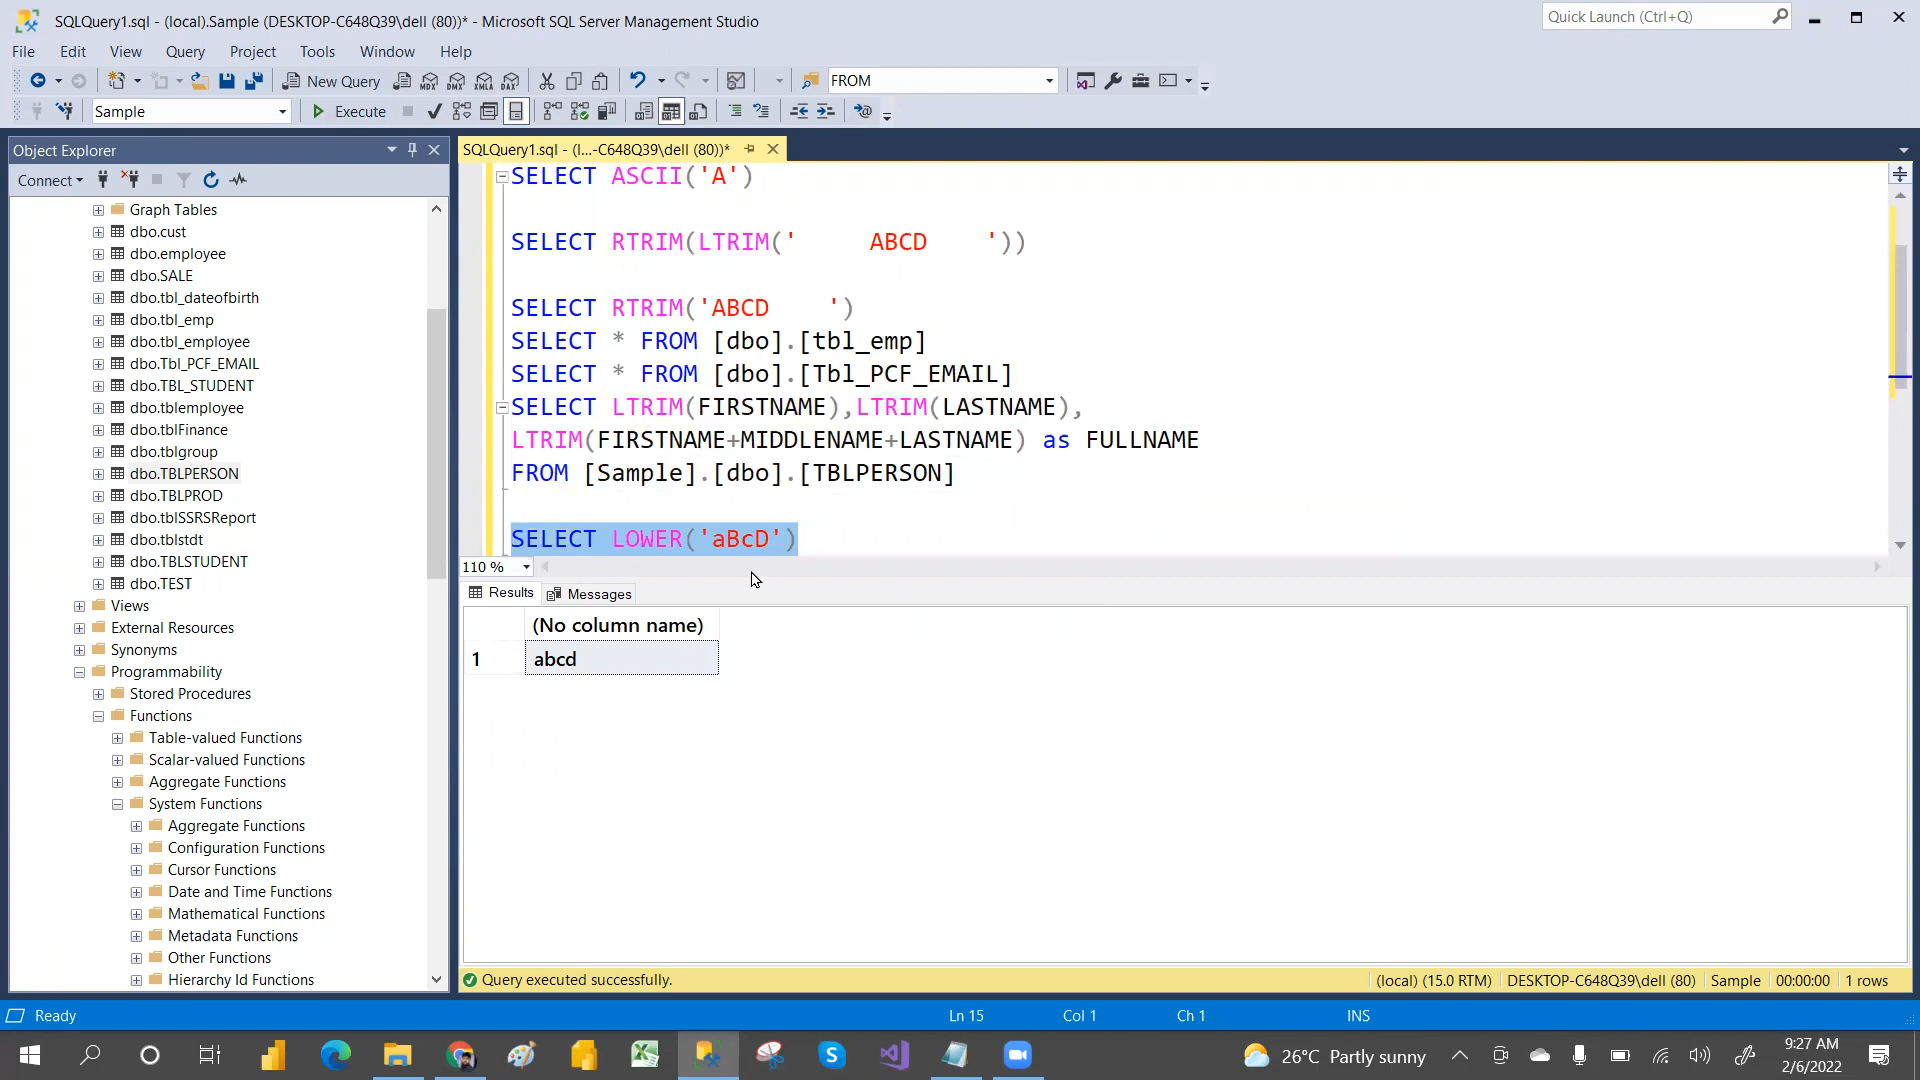 SQLQuery1.sql - (local).Sample (DESKTOP-C648Q39\dell (80))* - Microsoft SQL Server Management Studio
Quick Launch (Ctrl+Q)
File Edit View Query Project Tools Window Help
New Query
MDX DMX XMLA DAX
FROM
Sample
Execute
Object Explorer
Connect
Graph Tables
dbo.cust
dbo.employee
dbo.SALE
dbo.tbl_dateofbirth
dbo.tbl_emp
dbo.tbl_employee
dbo.Tbl_PCF_EMAIL
dbo.TBL_STUDENT
dbo.tblemployee
dbo.tblFinance
dbo.tblgroup
dbo.TBLPERSON
dbo.TBLPROD
dbo.tblSSRSReport
dbo.tblstdt
dbo.TBLSTUDENT
dbo.TEST
Views
External Resources
Synonyms
Programmability
Stored Procedures
Functions
Table-valued Functions
Scalar-valued Functions
Aggregate Functions
System Functions
Aggregate Functions
Configuration Functions
Cursor Functions
Date and Time Functions
Mathematical Functions
Metadata Functions
Other Functions
Hierarchy Id Functions
SQLQuery1.sql - (l...-C648Q39\dell (80))*
SELECT ASCII('A')
SELECT RTRIM(LTRIM('     ABCD    '))
SELECT RTRIM('ABCD    ')
SELECT * FROM [dbo].[tbl_emp]
SELECT * FROM [dbo].[Tbl_PCF_EMAIL]
SELECT LTRIM(FIRSTNAME),LTRIM(LASTNAME),
LTRIM(FIRSTNAME+MIDDLENAME+LASTNAME) as FULLNAME
FROM [Sample].[dbo].[TBLPERSON]
SELECT LOWER('aBcD')
110 %
Results Messages
(No column name)
1 abcd
Query executed successfully.
(local) (15.0 RTM) DESKTOP-C648Q39\dell (80) Sample 00:00:00 1 rows
Ready
Ln 15 Col 1 Ch 1 INS
26°C Partly sunny
9:27 AM
2/6/2022